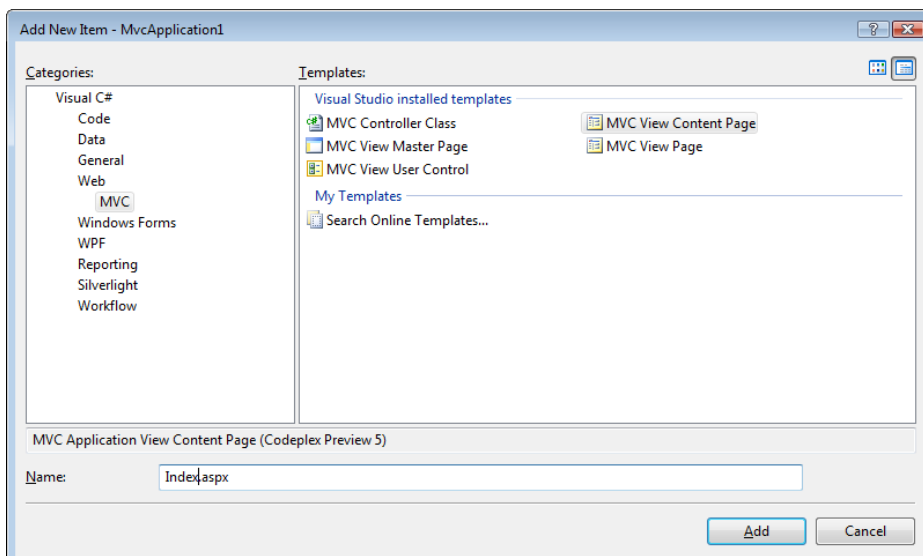 Add New Item - MvcApplication1
Categories:
Templates:
Visual C#
Code
Data
General
Web
MVC
Windows Forms
WPF
Reporting
Silverlight
Workflow
Visual Studio installed templates
MVC Controller Class
MVC View Content Page
MVC View Master Page
MVC View Page
MVC View User Control
My Templates
Search Online Templates...
MVC Application View Content Page (Codeplex Preview 5)
Name:
Index.aspx
Add
Cancel